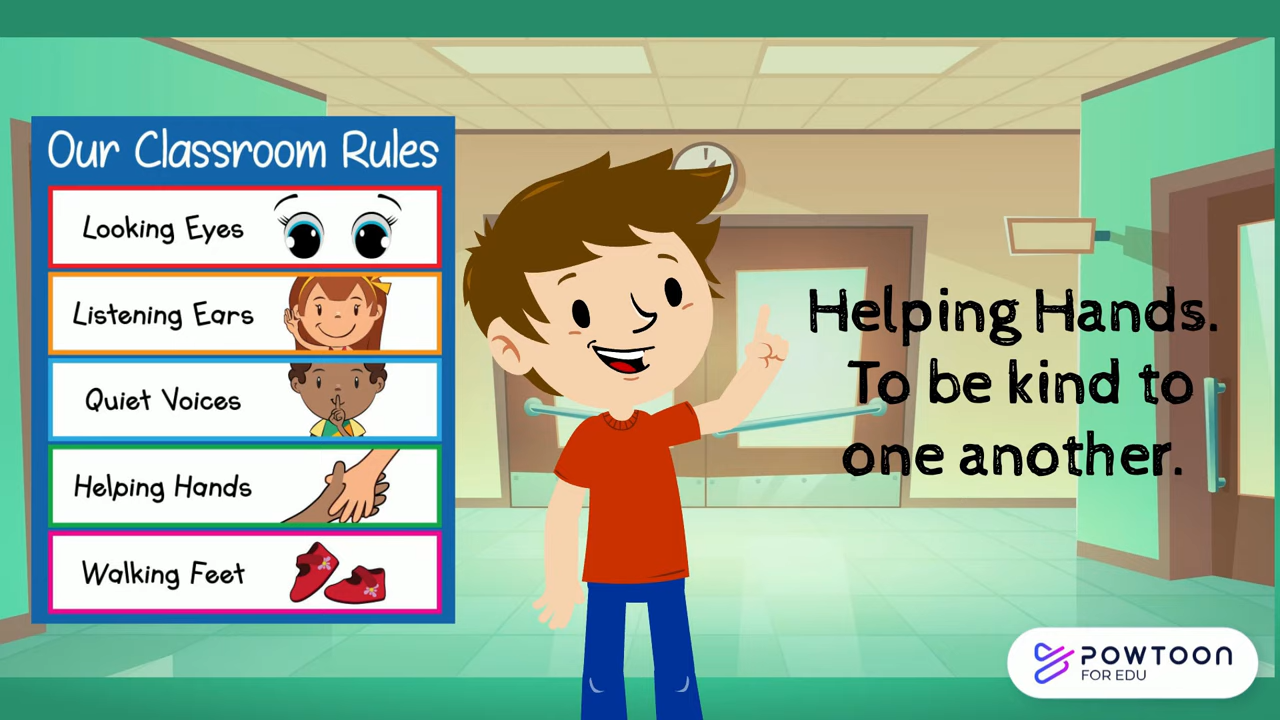 Our Classroom Rules
Looking Eyes
Listening Ears
Quiet Voices
Helping Hands
Walking Feet
Helping Hands.
To be kind to
one another.
POWTOON
FOR EDU